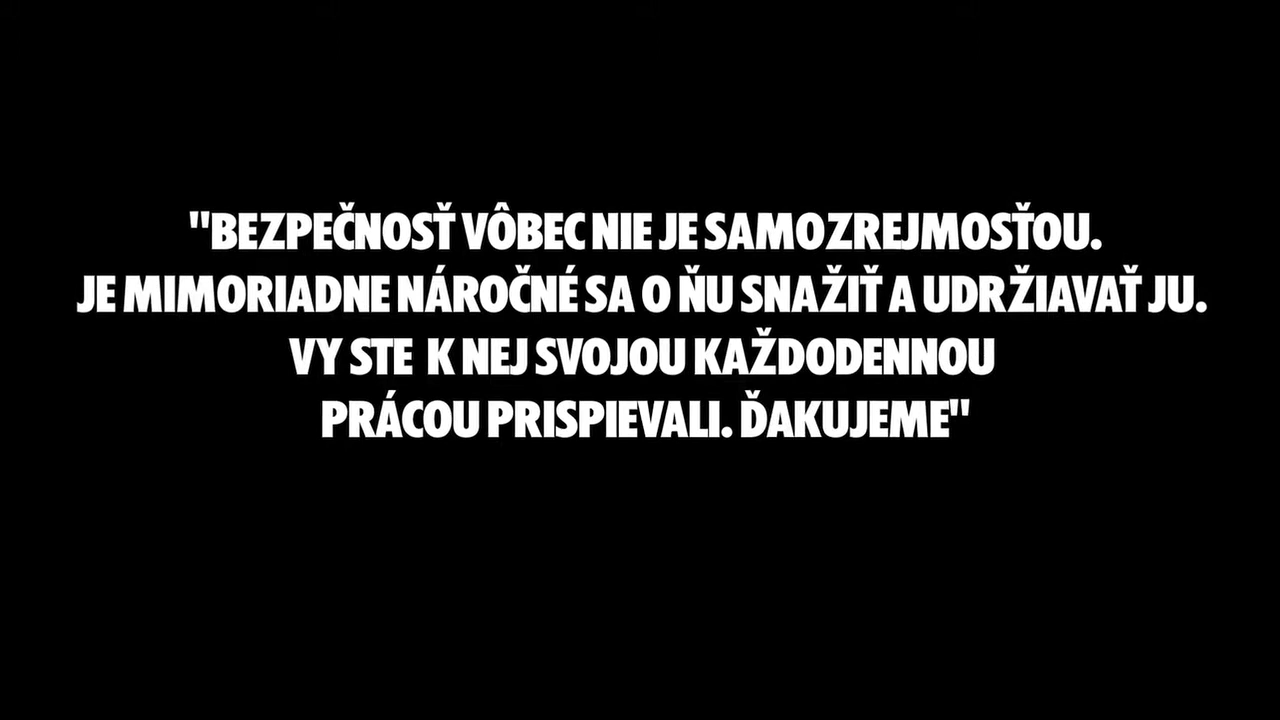 "BEZPEČNOSŤ VÔBEC NIE JE SAMOZREJMOSŤOU.
JE MIMORIADNE NÁROČNÉ SA O ŇU SNAŽIŤ A UDRŽIAVAŤ JU.
VY STE K NEJ SVOJOU KAŽDODENNOU
PRÁCOU PRISPIEVALI. ĎAKUJEME"